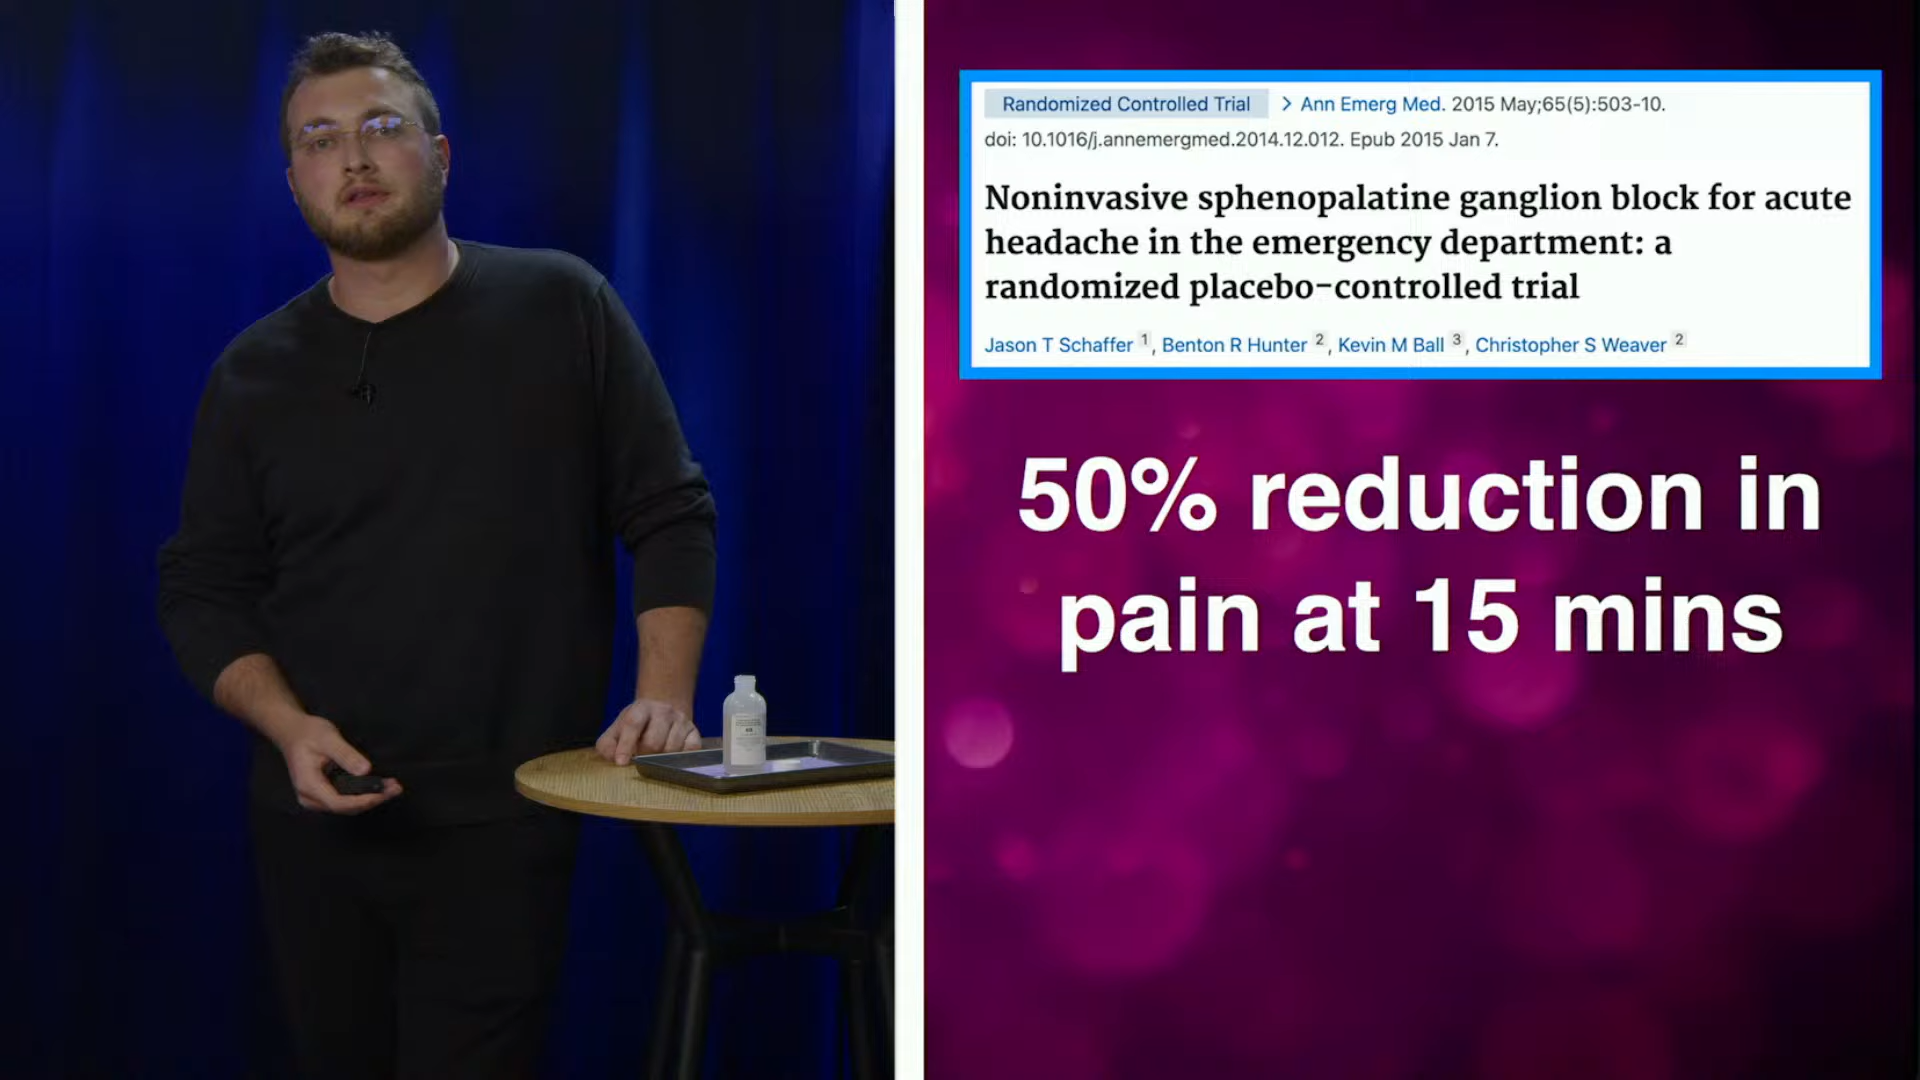 Randomized Controlled Trial > Ann Emerg Med. 2015 May;65(5):503-10.
doi: 10.1016/j.annemergmed.2014.12.012. Epub 2015 Jan 7.
Noninvasive sphenopalatine ganglion block for acute
headache in the emergency department: a
randomized placebo-controlled trial
Jason T Schaffer 1, Benton R Hunter 2, Kevin M Ball 3, Christopher S Weaver 2
50% reduction in
pain at 15 mins